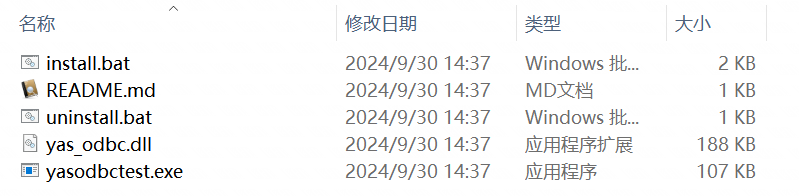 名称 修改日期 类型 大小
install.bat 2024/9/30 14:37 Windows 批... 2 KB
README.md 2024/9/30 14:37 MD文档 1 KB
uninstall.bat 2024/9/30 14:37 Windows 批... 1 KB
yas_odbc.dll 2024/9/30 14:37 应用程序扩展 188 KB
yasodbctest.exe 2024/9/30 14:37 应用程序 107 KB